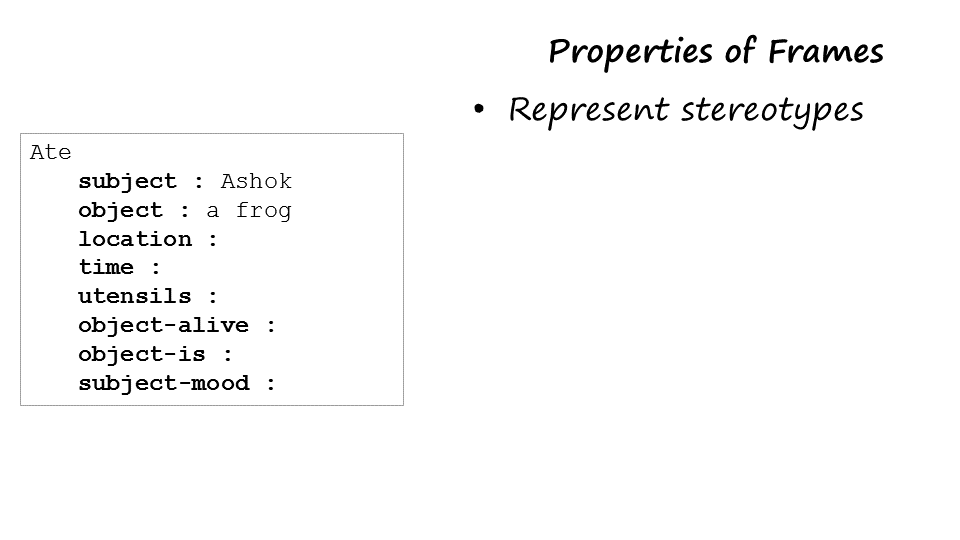 Properties of Frames
• Represent stereotypes
Ate
subject : Ashok
object : a frog
location :
time :
utensils :
object-alive :
object-is :
subject-mood :